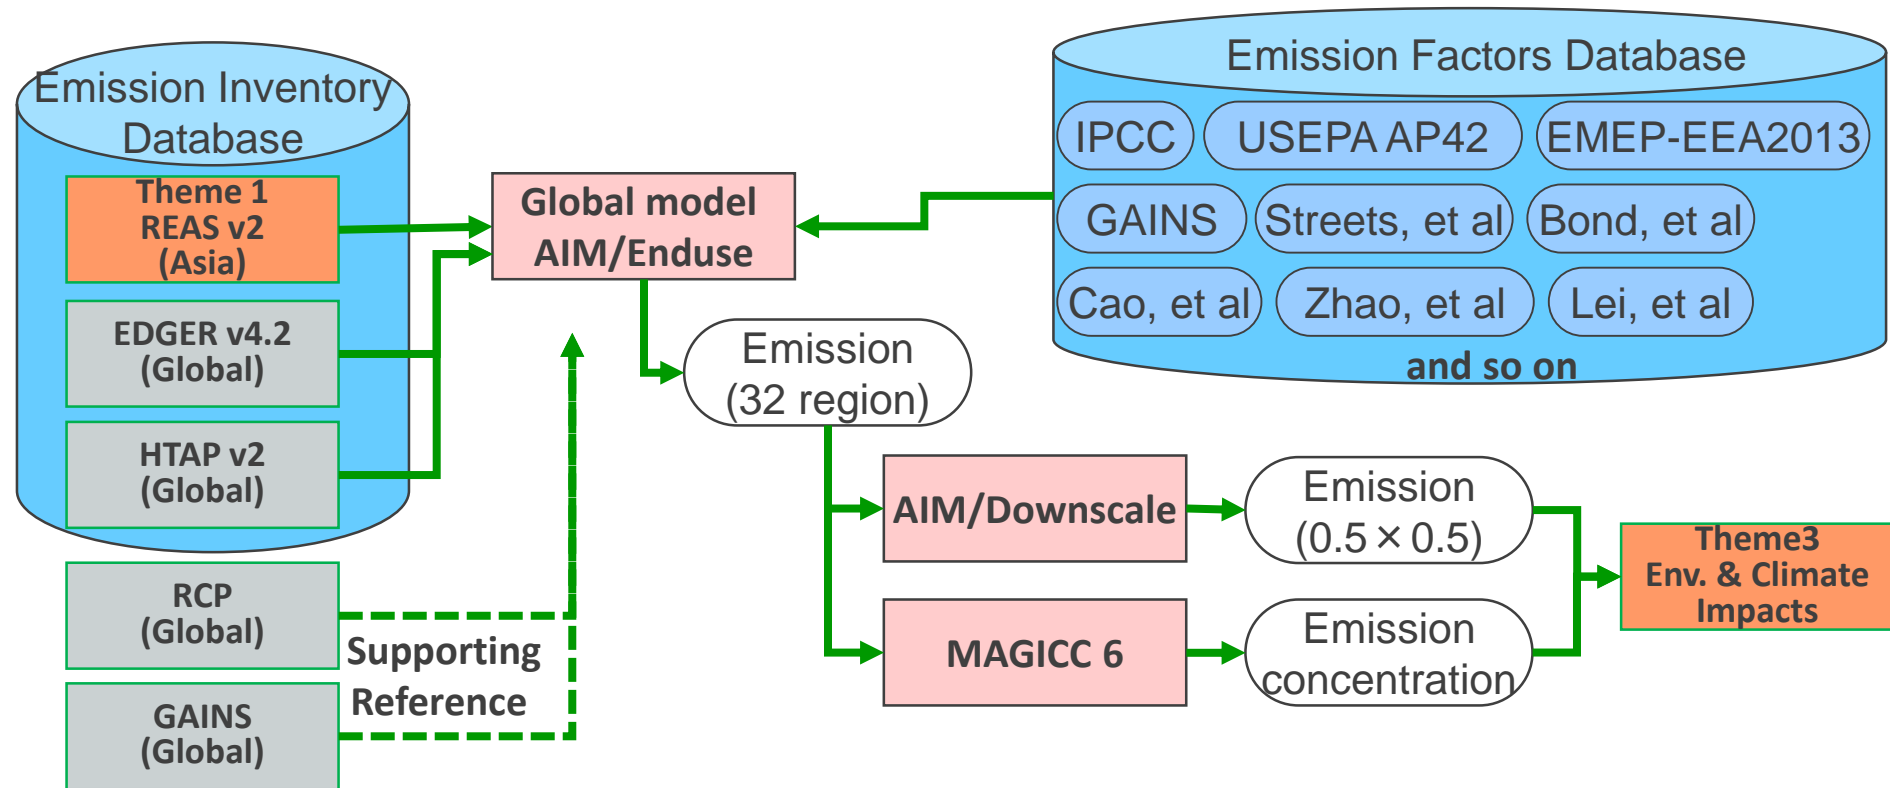 Emission Inventory
Database
Theme 1
REAS v2
(Asia)
EDGER v4.2
(Global)
HTAP v2
(Global)
RCP
(Global)
GAINS
(Global)
Supporting
Reference
Global model
AIM/Enduse
Emission
(32 region)
Emission Factors Database
IPCC
USEPA AP42
EMEP-EEA2013
GAINS
Streets, et al
Bond, et al
Cao, et al
Zhao, et al
Lei, et al
and so on
AIM/Downscale
Emission
(0.5×0.5)
MAGICC 6
Emission
concentration
Theme3
Env. & Climate
Impacts